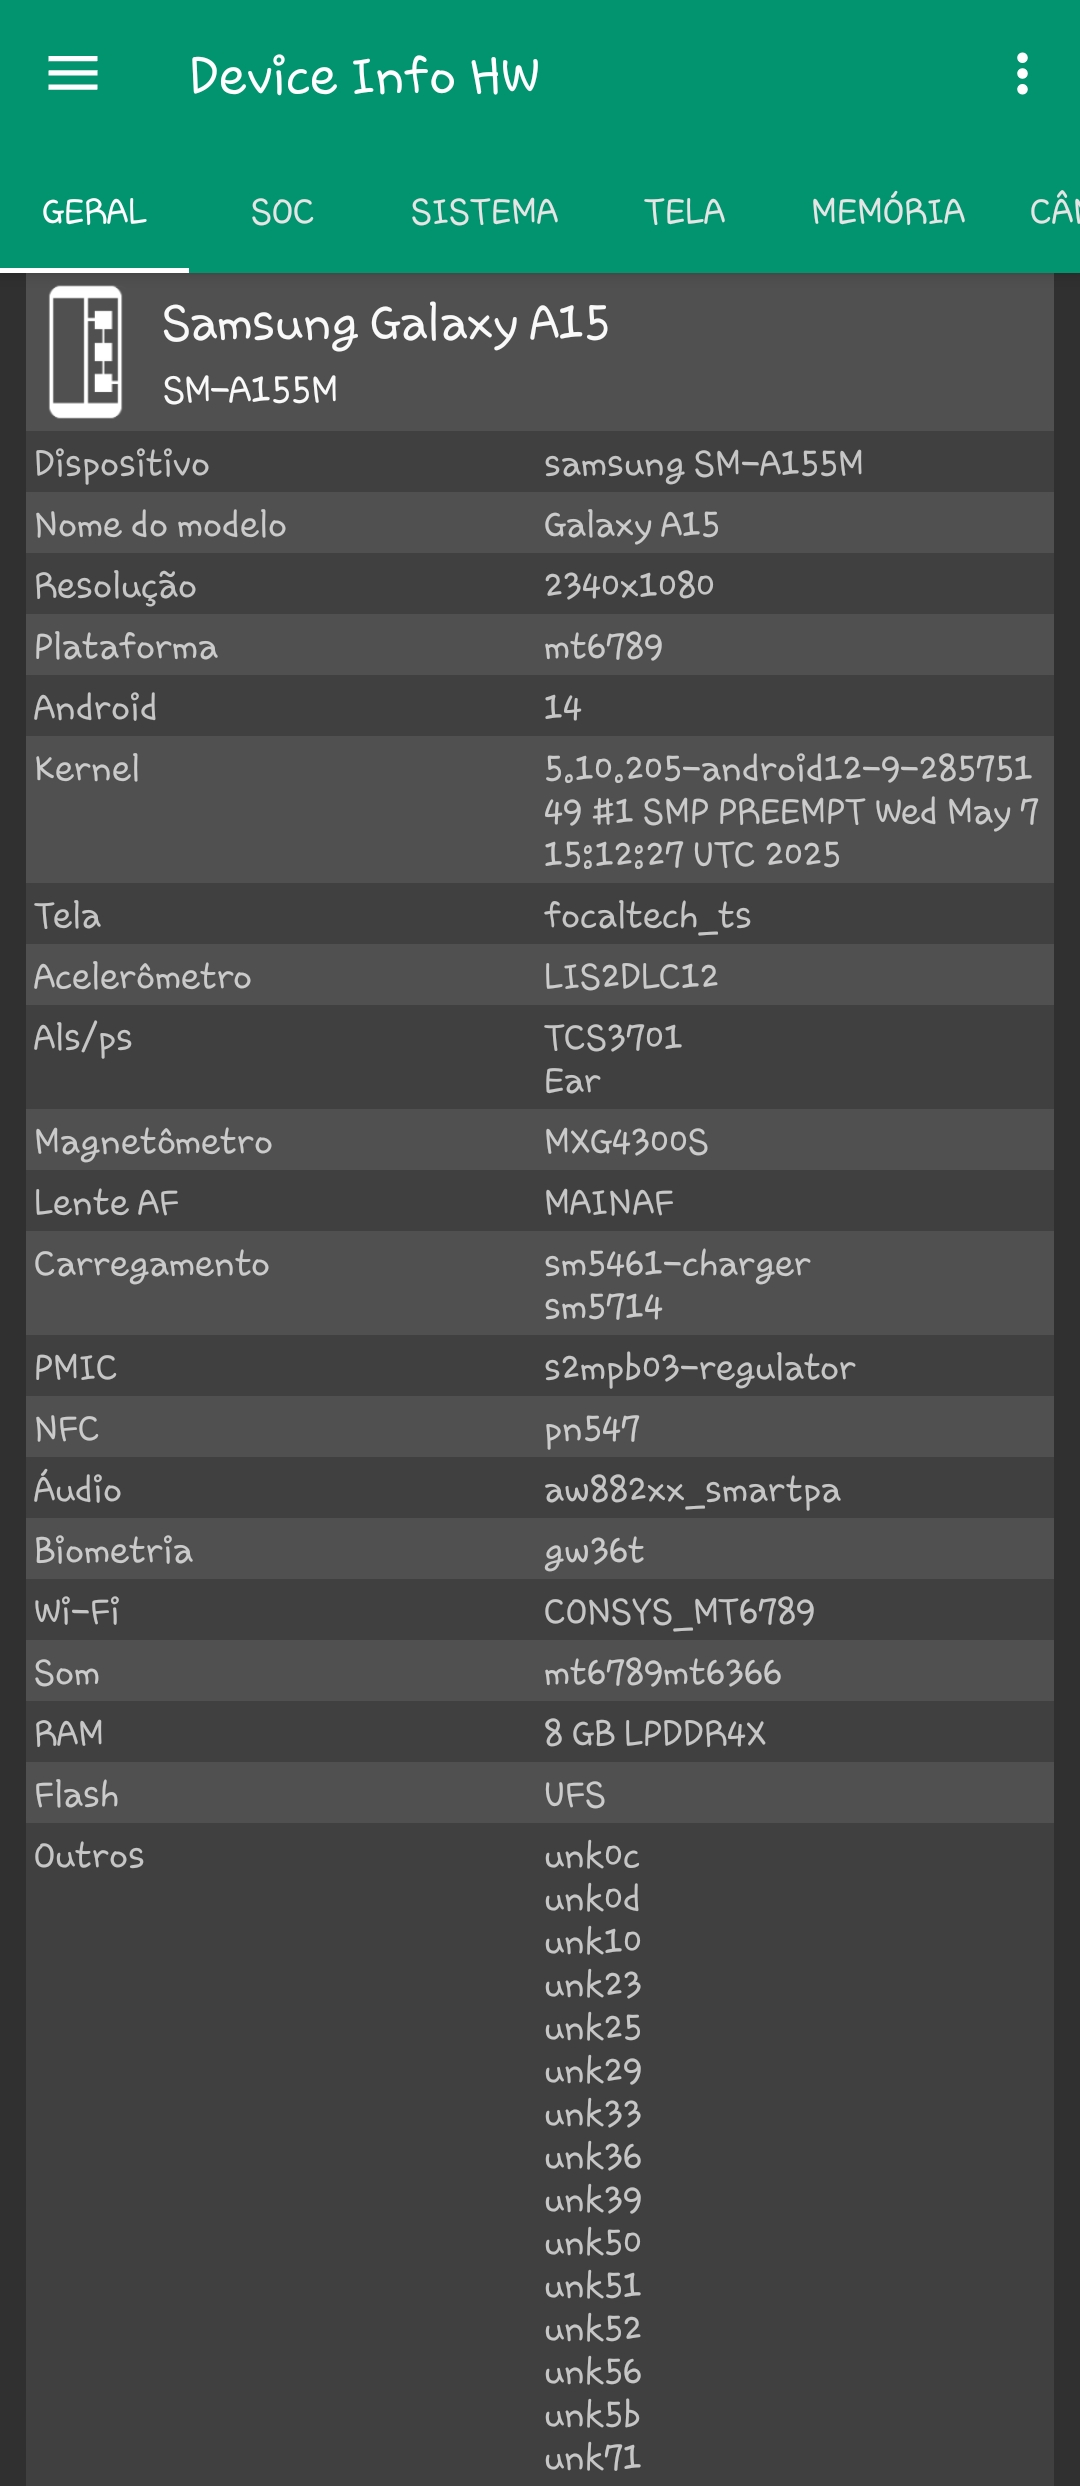 Device Info HW
GERAL SOC SISTEMA TELA MEMÓRIA
Samsung Galaxy A15
SM-A155M
Dispositivo samsung SM-A155M
Nome do modelo Galaxy A15
Resolução 2340x1080
Plataforma mt6789
Android 14
Kernel 5.10.205-android12-9-285751
49 #1 SMP PREEMPT Wed May 7
15:12:27 UTC 2025
Tela focaltech_ts
Acelerômetro LIS2DLC12
Als/ps TCS3701
Ear
Magnetômetro MXG4300S
Lente AF MAINAF
Carregamento sm5461-charger
sm5714
PMIC s2mpb03-regulator
NFC pn547
Áudio aw882xx_smartpa
Biometria gw36t
Wi-Fi CONSYS_MT6789
Som mt6789mt6366
RAM 8 GB LPDDR4X
Flash UFS
Outros unk0c
unk0d
unk10
unk23
unk25
unk29
unk33
unk36
unk39
unk50
unk51
unk52
unk56
unk5b
unk71